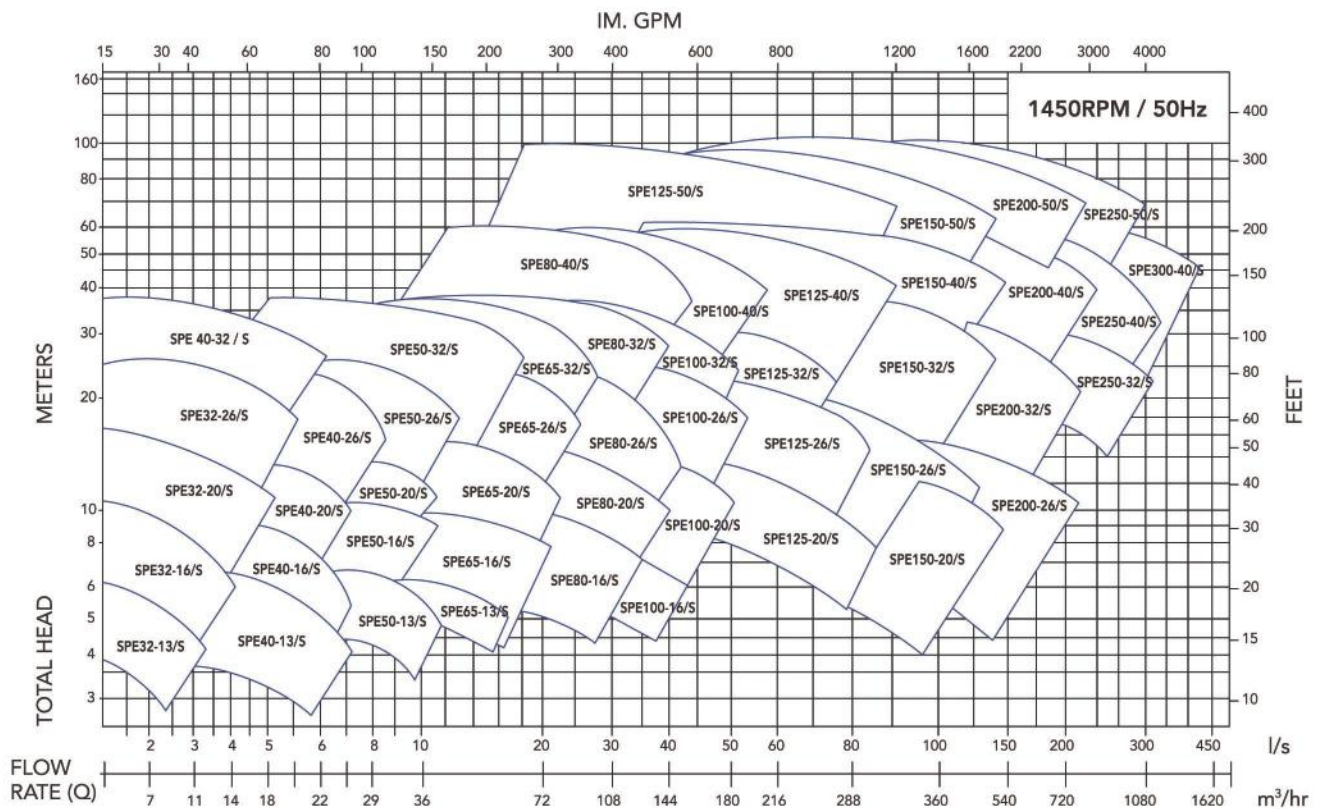 IM. GPM
15 30 40 60 80 100 150 200 300 400 600 800 1200 1600 2200 3000 4000
1450RPM / 50Hz
160
100
80
60
50
40
30
20
10
8
6
5
4
3
400
300
200
150
100
80
60
50
40
30
20
15
10
METERS
TOTAL HEAD
FEET
SPE125-50/S
SPE150-50/S
SPE200-50/S
SPE250-50/S
SPE80-40/S
SPE100-40/S
SPE125-40/S
SPE150-40/S
SPE200-40/S
SPE250-40/S
SPE300-40/S
SPE 40-32 / S
SPE50-32/S
SPE65-32/S
SPE80-32/S
SPE100-32/S
SPE125-32/S
SPE150-32/S
SPE200-32/S
SPE250-32/S
SPE32-26/S
SPE40-26/S
SPE50-26/S
SPE65-26/S
SPE80-26/S
SPE100-26/S
SPE125-26/S
SPE150-26/S
SPE200-26/S
SPE32-20/S
SPE40-20/S
SPE50-20/S
SPE65-20/S
SPE80-20/S
SPE100-20/S
SPE125-20/S
SPE150-20/S
SPE32-16/S
SPE40-16/S
SPE50-16/S
SPE65-16/S
SPE80-16/S
SPE100-16/S
SPE32-13/S
SPE40-13/S
SPE50-13/S
SPE65-13/S
2 3 4 5 6 8 10 20 30 40 50 60 80 100 150 200 300 450 l/s
FLOW
RATE (Q)
7 11 14 18 22 29 36 72 108 144 180 216 288 360 540 720 1080 1620 m³/hr